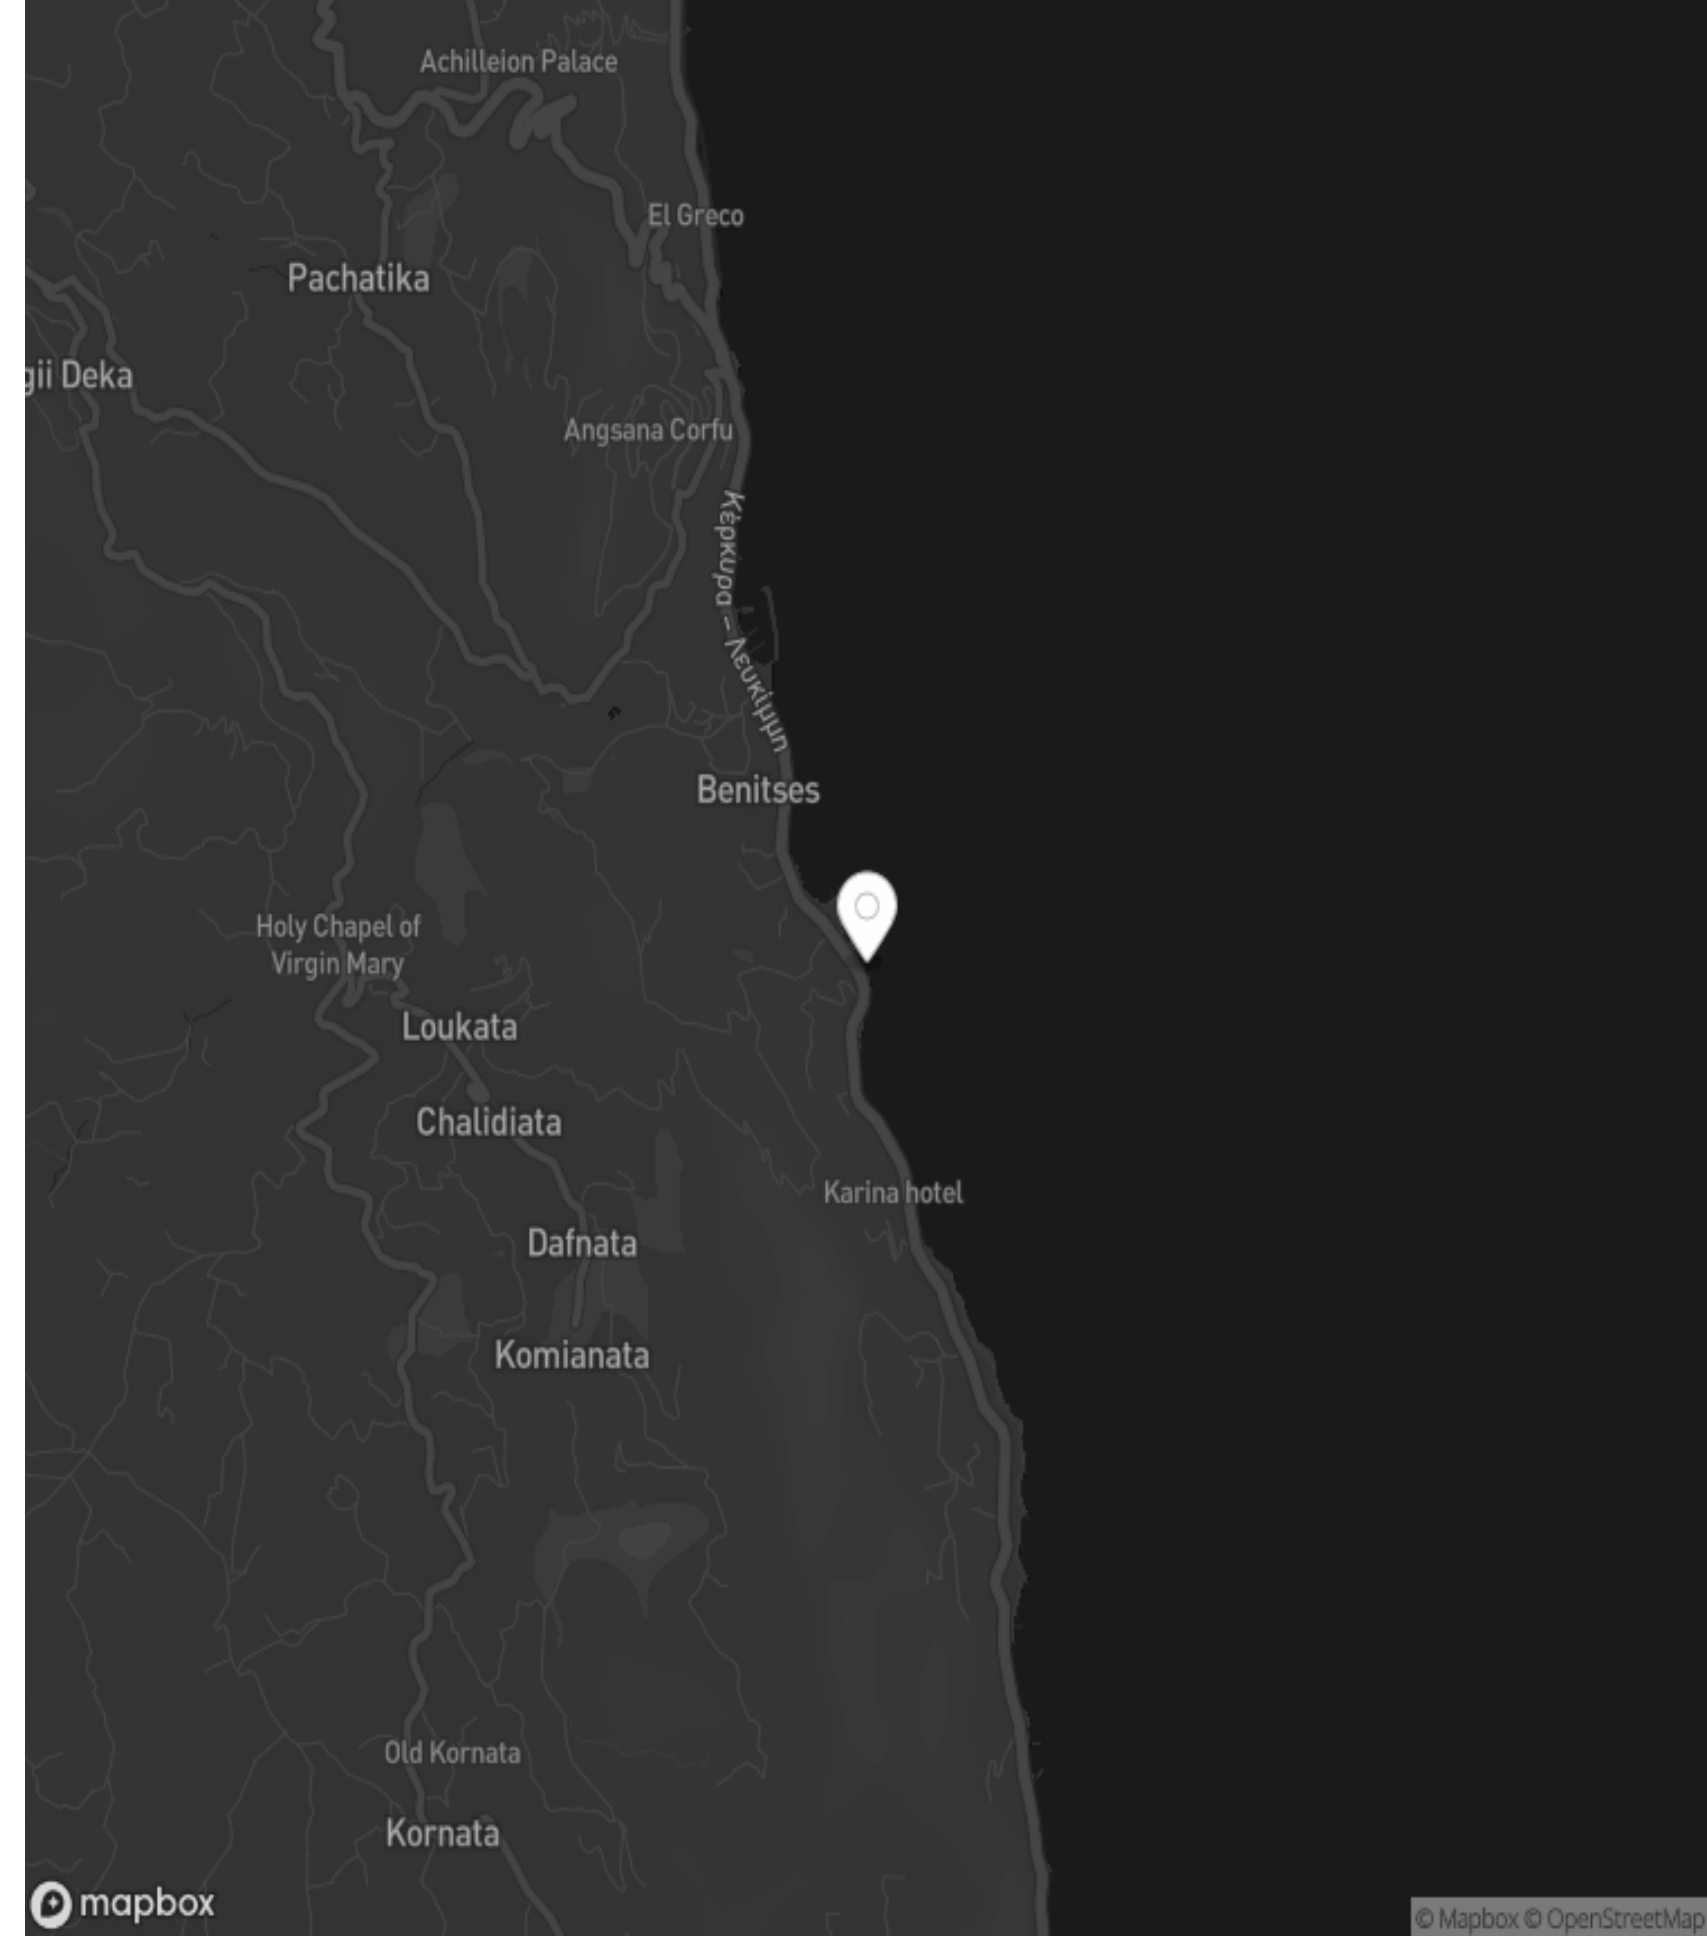 Achilleion Palace
El Greco
Pachatika
gii Deka
Angsana Corfu
Κέρκυρα – Λευκίμμη
Benitses
Holy Chapel of
Virgin Mary
Loukata
Chalidiata
Karina hotel
Dafnata
Komianata
Old Kornata
Kornata
mapbox
© Mapbox © OpenStreetMap